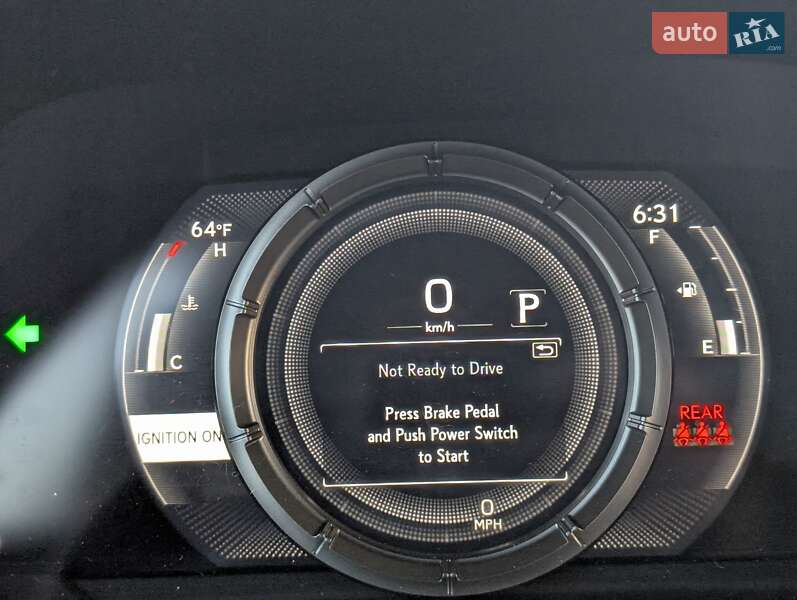 auto RIA
.com
64°F
6:31
H
F
0
P
km/h
Not Ready to Drive
C
E
Press Brake Pedal
and Push Power Switch
to Start
REAR
IGNITION ON
0
MPH